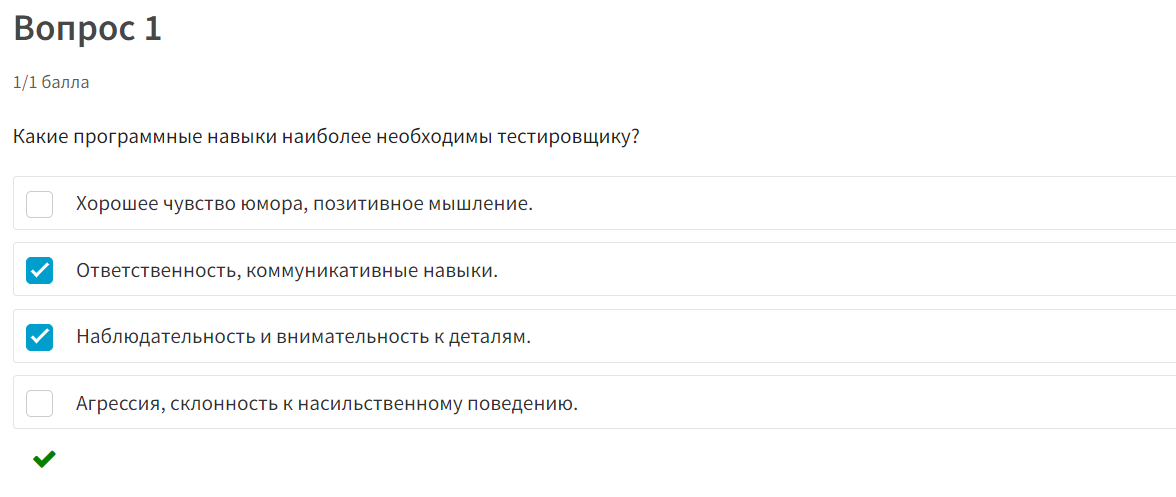 Вопрос 1
1/1 балла
Какие программные навыки наиболее необходимы тестировщику?
Хорошее чувство юмора, позитивное мышление.
Ответственность, коммуникативные навыки.
Наблюдательность и внимательность к деталям.
Агрессия, склонность к насильственному поведению.